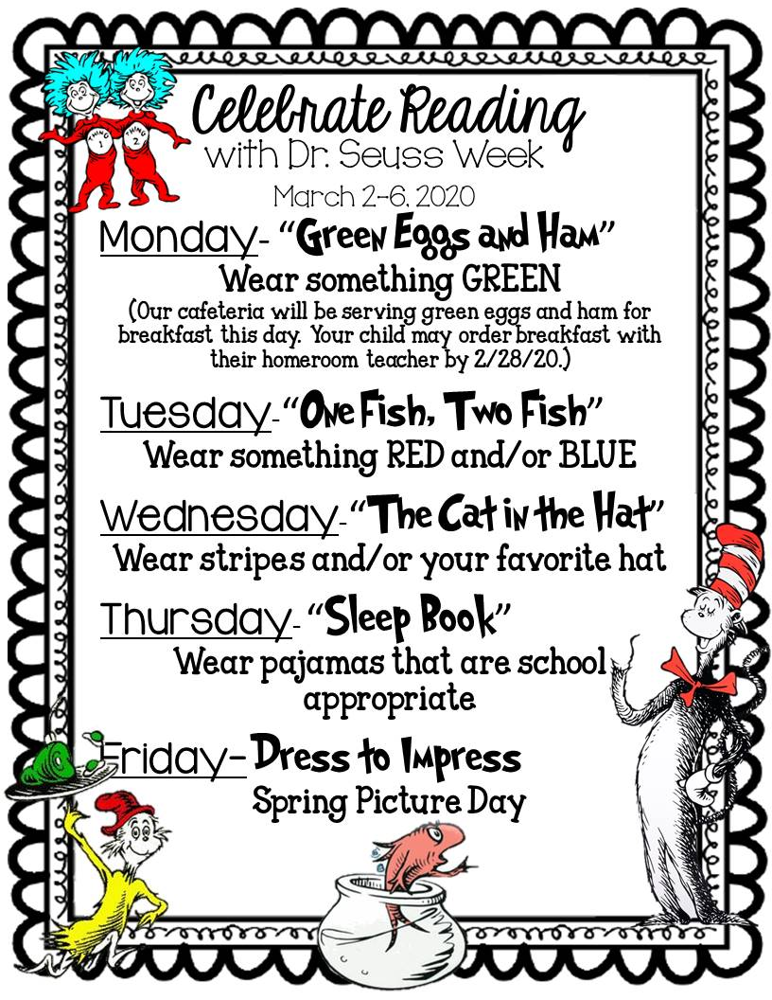 THING 1
THING 2
Celebrate Reading
with Dr. Seuss Week
March 2-6, 2020
Monday- “Green Eggs and Ham”
Wear something GREEN
(Our cafeteria will be serving green eggs and ham for
breakfast this day. Your child may order breakfast with
their homeroom teacher by 2/28/20.)
Tuesday-“One Fish, Two Fish”
Wear something RED and/or BLUE
Wednesday-“The Cat in the Hat”
Wear stripes and/or your favorite hat
Thursday- “Sleep Book”
Wear pajamas that are school
appropriate
Friday- Dress to Impress
Spring Picture Day